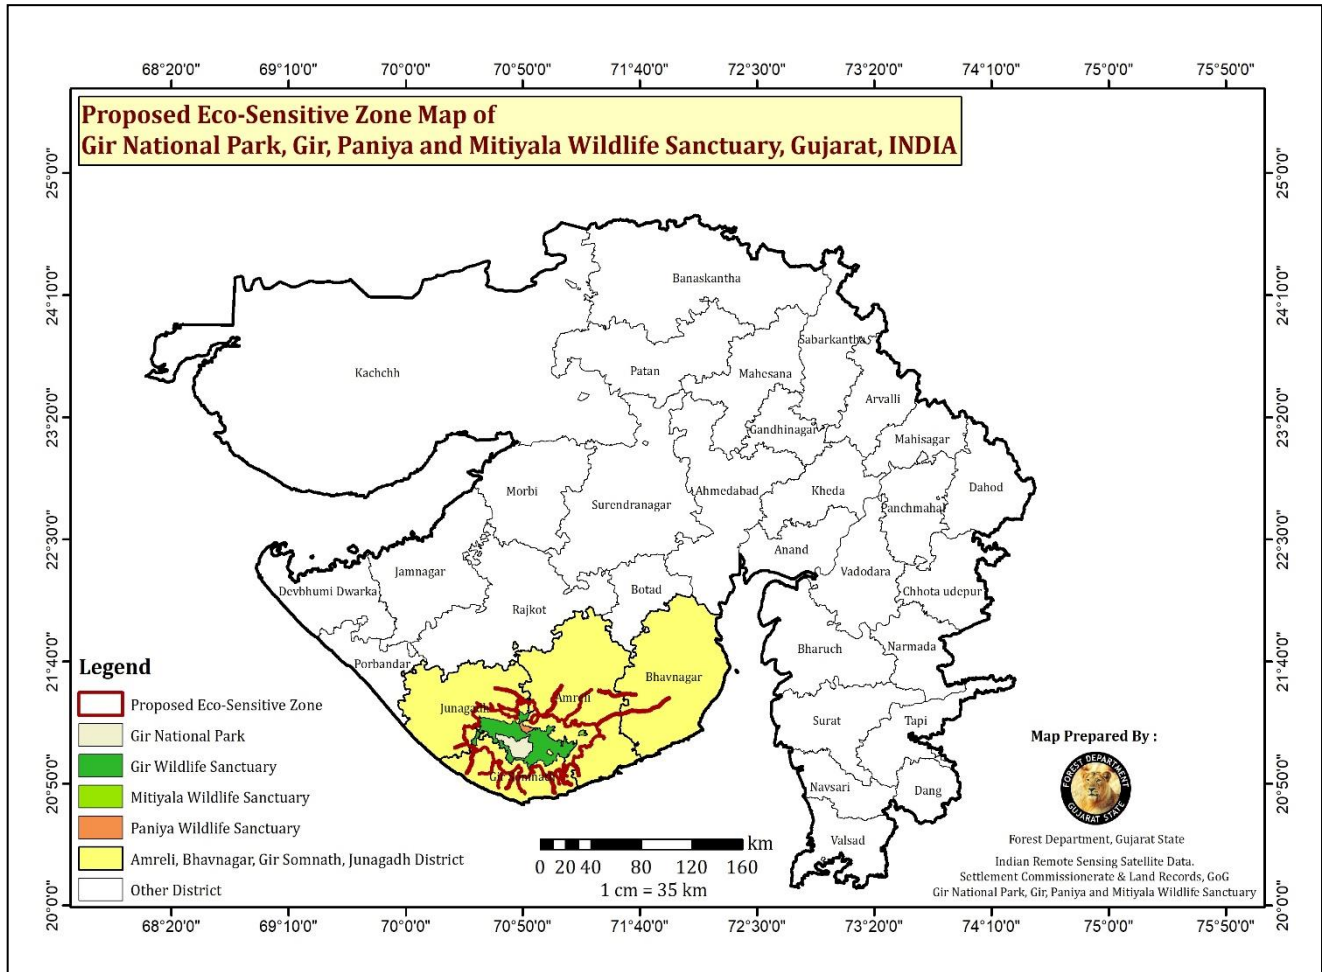 68°20'0" 69°10'0" 70°0'0" 70°50'0" 71°40'0" 72°30'0" 73°20'0" 74°10'0" 75°0'0" 75°50'0"
Proposed Eco-Sensitive Zone Map of
Gir National Park, Gir, Paniya and Mitiyala Wildlife Sanctuary, Gujarat, INDIA
25°0'0" 25°0'0"
24°10'0" 24°10'0"
23°20'0" 23°20'0"
22°30'0" 22°30'0"
21°40'0" 21°40'0"
20°50'0" 20°50'0"
20°0'0" 20°0'0"
Banaskantha
Sabarkantha
Kachchh
Patan
Mahesana
Arvalli
Gandhinagar
Mahisagar
Morbi
Surendranagar
Ahmedabad
Kheda
Panchmahal
Dahod
Anand
Jamnagar
Vadodara
Devbhumi Dwarka
Botad
Chhota udepur
Rajkot
Porbandar
Bharuch
Narmada
Bhavnagar
Junagadh
Amreli
Surat
Tapi
Gir Somnath
Navsari
Dang
Valsad
Legend
Proposed Eco-Sensitive Zone
Gir National Park
Gir Wildlife Sanctuary
Mitiyala Wildlife Sanctuary
Paniya Wildlife Sanctuary
Amreli, Bhavnagar, Gir Somnath, Junagadh District
Other District
km
0 20 40 80 120 160
1 cm = 35 km
Map Prepared By :
FOREST DEPARTMENT
GUJARAT STATE
Forest Department, Gujarat State
Indian Remote Sensing Satellite Data.
Settlement Commissionerate & Land Records, GoG
Gir National Park, Gir, Paniya and Mitiyala Wildlife Sanctuary
68°20'0" 69°10'0" 70°0'0" 70°50'0" 71°40'0" 72°30'0" 73°20'0" 74°10'0" 75°0'0" 75°50'0"